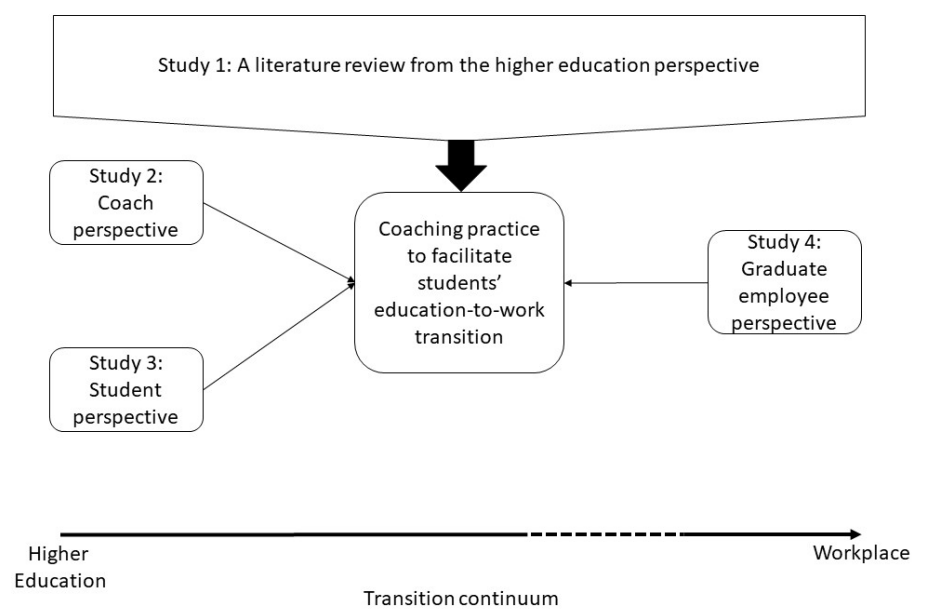 Study 1: A literature review from the higher education perspective
Study 2:
Coach
perspective
Coaching practice
to facilitate
students’
education-to-work
transition
Study 4:
Graduate
employee
perspective
Study 3:
Student
perspective
Higher
Education
Workplace
Transition continuum